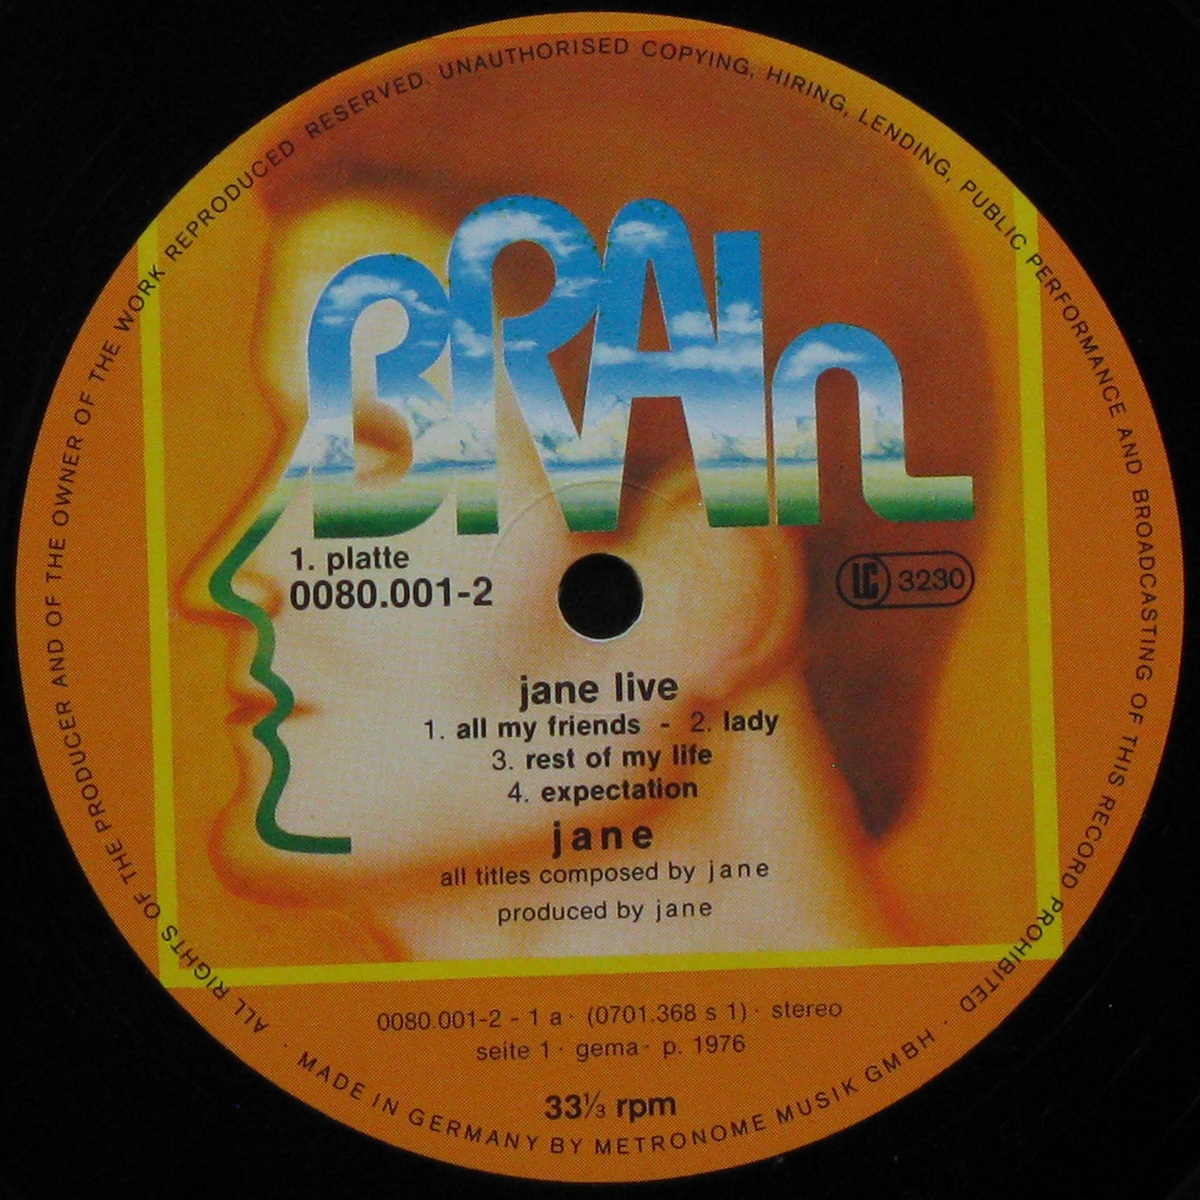 ALL RIGHTS OF THE PRODUCER AND OF THE OWNER OF THE WORK REPRODUCED RESERVED. UNAUTHORISED COPYING, HIRING, LENDING, PUBLIC PERFORMANCE AND BROADCASTING OF THIS RECORD PROHIBITED
BRAIn
1. platte
0080.001-2
LC 3230
jane live
1. all my friends - 2. lady
3. rest of my life
4. expectation
jane
all titles composed by jane
produced by jane
0080.001-2 - 1 a · (0701.368 s 1) · stereo
seite 1 · gema · p. 1976
33⅓ rpm
· MADE IN GERMANY BY METRONOME MUSIK GMBH ·